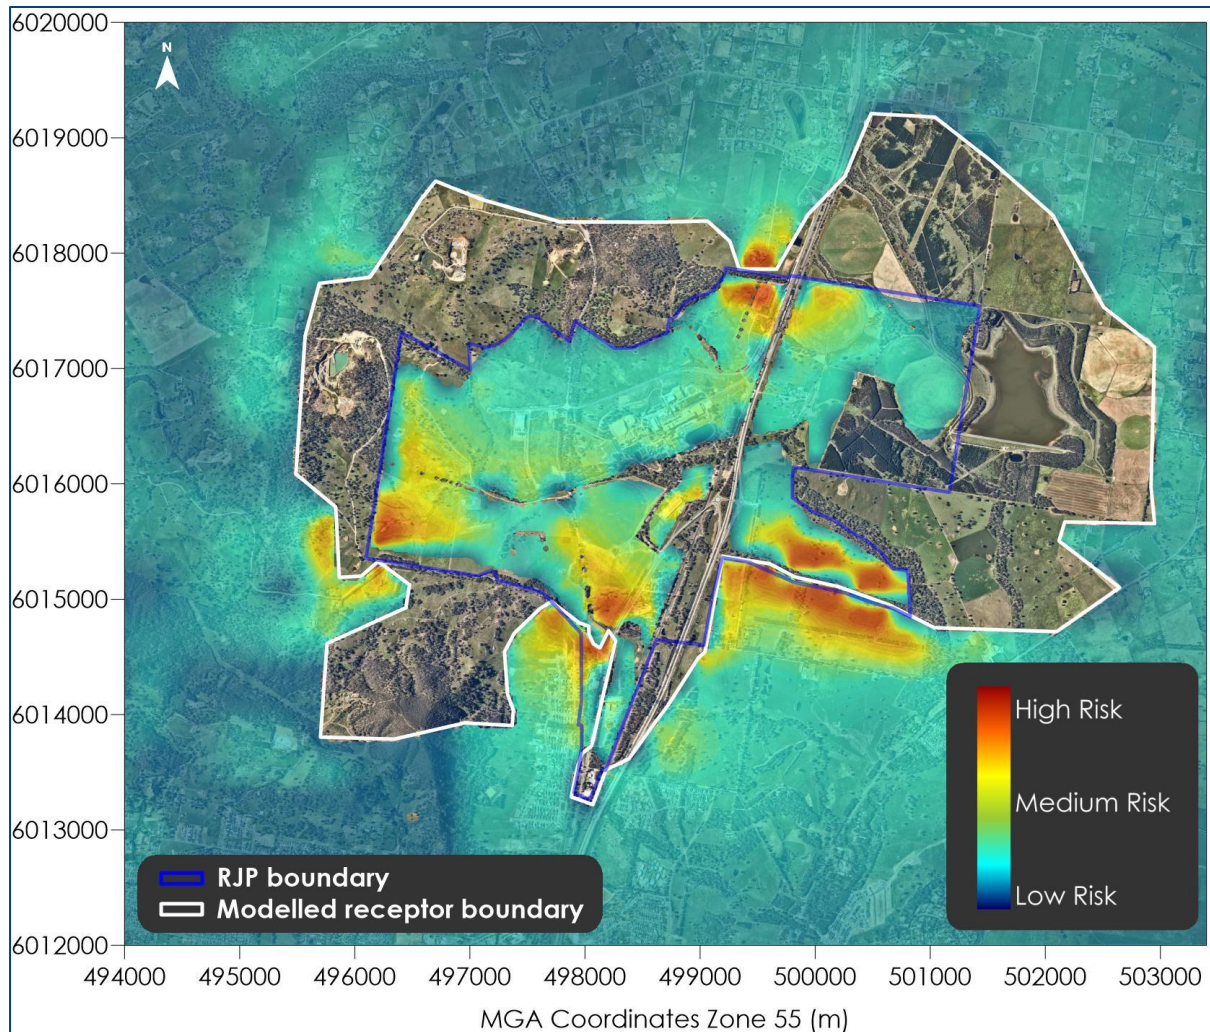 6020000
N
6019000
6018000
6017000
6016000
6015000
6014000
6013000
6012000
High Risk
Medium Risk
Low Risk
RJP boundary
Modelled receptor boundary
494000 495000 496000 497000 498000 499000 500000 501000 502000 503000
MGA Coordinates Zone 55 (m)